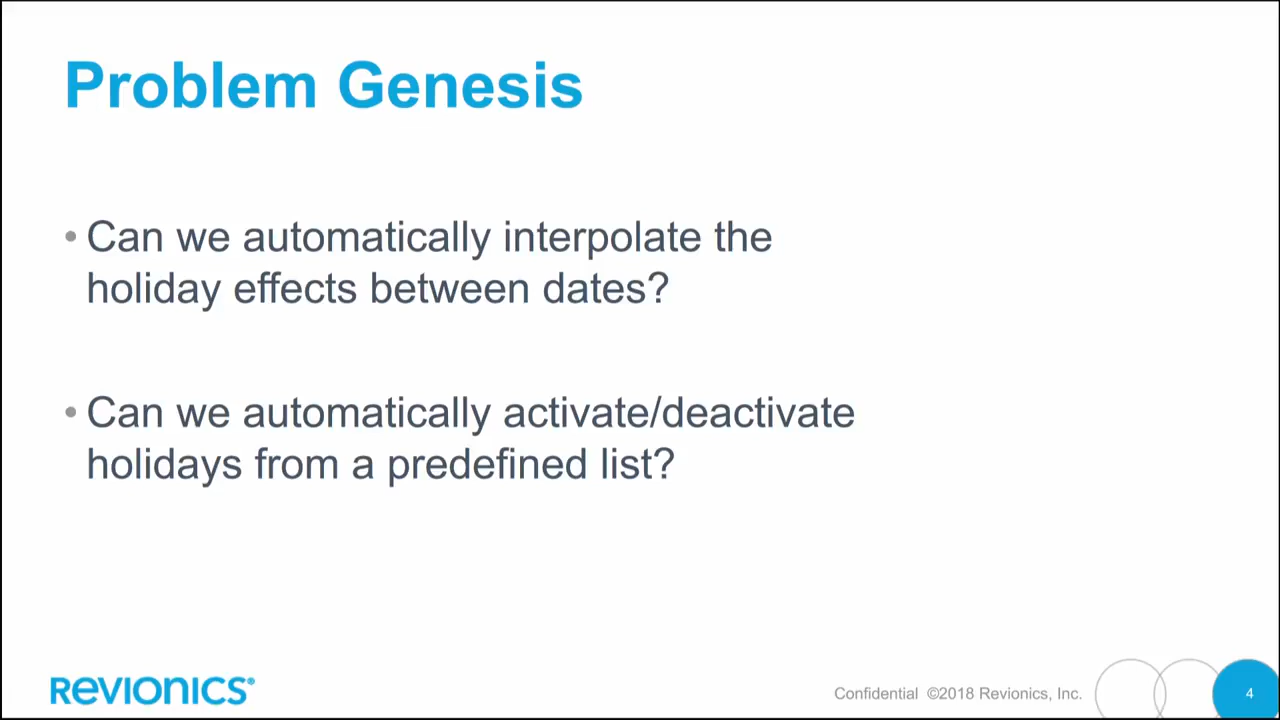 Problem Genesis
• Can we automatically interpolate the
holiday effects between dates?
• Can we automatically activate/deactivate
holidays from a predefined list?
REVIONICS®
Confidential ©2018 Revionics, Inc.
4